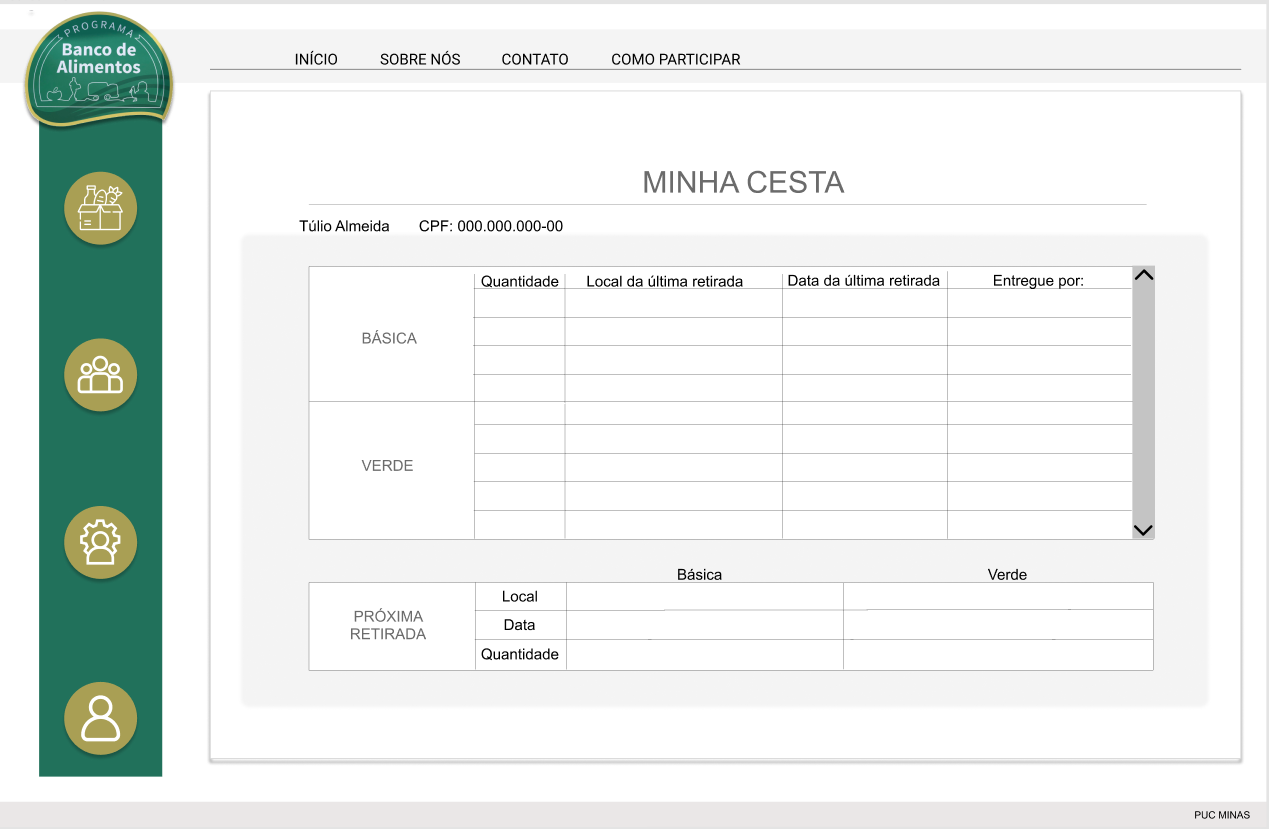 PROGRAMA
Banco de
Alimentos
INÍCIO SOBRE NÓS CONTATO COMO PARTICIPAR
MINHA CESTA
Túlio Almeida CPF: 000.000.000-00
Quantidade Local da última retirada Data da última retirada Entregue por:
BÁSICA
VERDE
Básica Verde
Local
PRÓXIMA
RETIRADA
Data
Quantidade
PUC MINAS